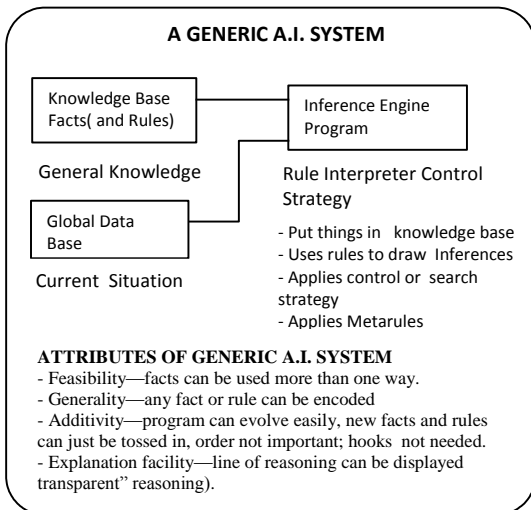 A GENERIC A.I. SYSTEM
Knowledge Base
Facts( and Rules)
General Knowledge
Global Data
Base
Current Situation
Inference Engine
Program
Rule Interpreter Control
Strategy
- Put things in knowledge base
- Uses rules to draw Inferences
- Applies control or search
strategy
- Applies Metarules
ATTRIBUTES OF GENERIC A.I. SYSTEM
- Feasibility—facts can be used more than one way.
- Generality—any fact or rule can be encoded
- Additivity—program can evolve easily, new facts and rules
can just be tossed in, order not important; hooks not needed.
- Explanation facility—line of reasoning can be displayed
transparent” reasoning).